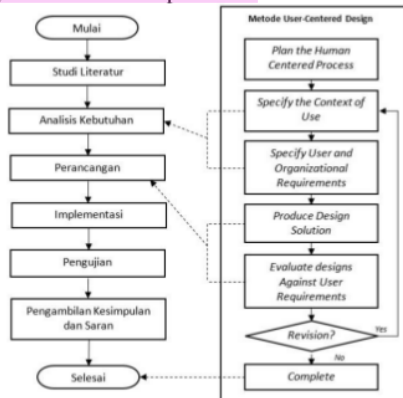 Mulai
Studi Literatur
Analisis Kebutuhan
Perancangan
Implementasi
Pengujian
Pengambilan Kesimpulan
dan Saran
Selesai
Metode User-Centered Design
Plan the Human
Centered Process
Specify the Context of
Use
Specify User and
Organizational
Requirements
Produce Design
Solution
Evaluate designs
Against User
Requirements
Revision?
Yes
No
Complete